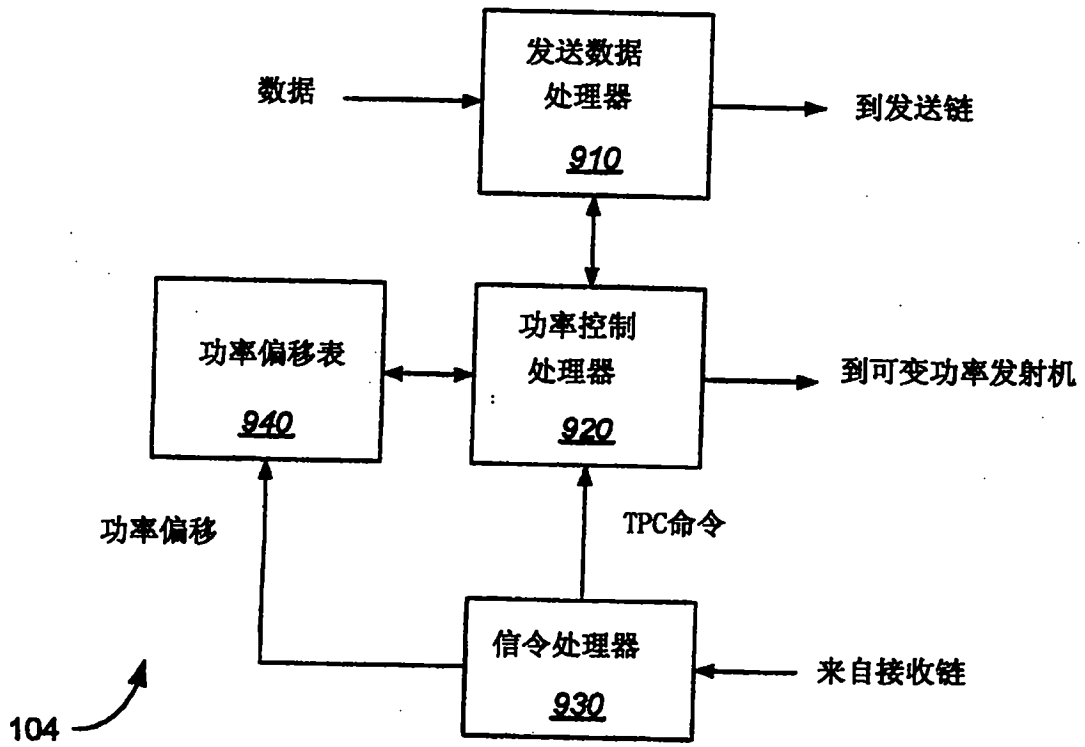 发送数据
处理器
910
数据
到发送链
功率偏移表
940
功率控制
处理器
920
到可变功率发射机
功率偏移
TPC命令
信令处理器
930
来自接收链
104